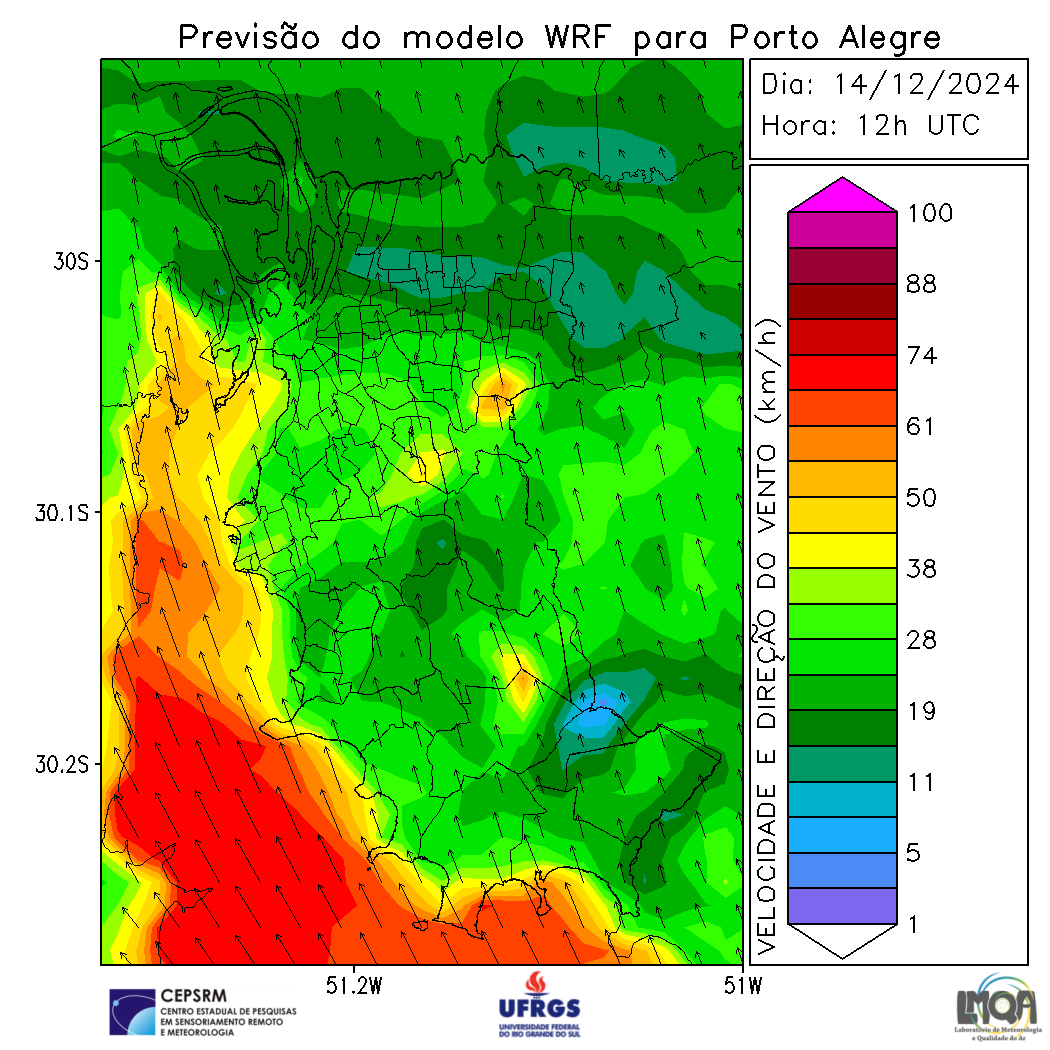 Previsão do modelo WRF para Porto Alegre
Dia: 14/12/2024
Hora: 12h UTC
30S
30.1S
30.2S
51.2W
51W
VELOCIDADE E DIREÇÃO DO VENTO (km/h)
100
88
74
61
50
38
28
19
11
5
1
CEPSRM
CENTRO ESTADUAL DE PESQUISAS
EM SENSORIAMENTO REMOTO
E METEOROLOGIA
UFRGS
UNIVERSIDADE FEDERAL
DO RIO GRANDE DO SUL
LMQA
Laboratório de Meteorologia
e Qualidade do Ar